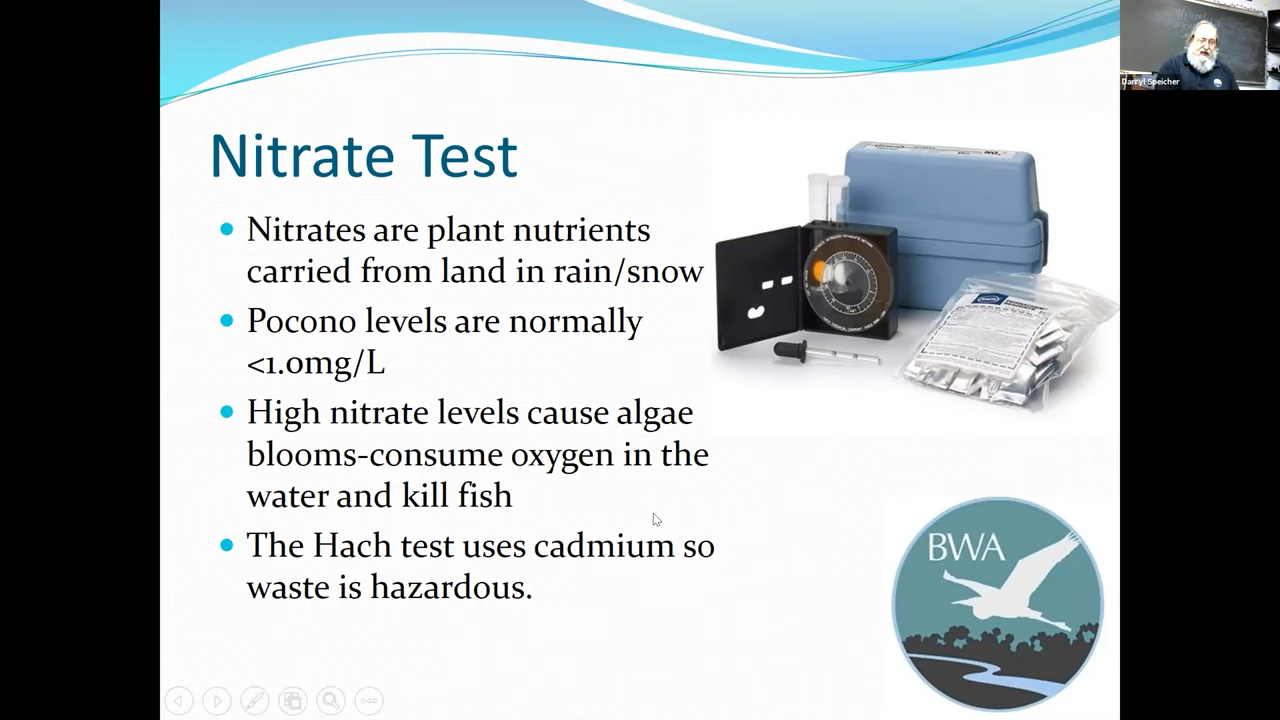 Nitrate Test
Nitrates are plant nutrients
carried from land in rain/snow
Pocono levels are normally
<1.0mg/L
High nitrate levels cause algae
blooms-consume oxygen in the
water and kill fish
The Hach test uses cadmium so
waste is hazardous.
BWA
Darryl Speicher
Welcome